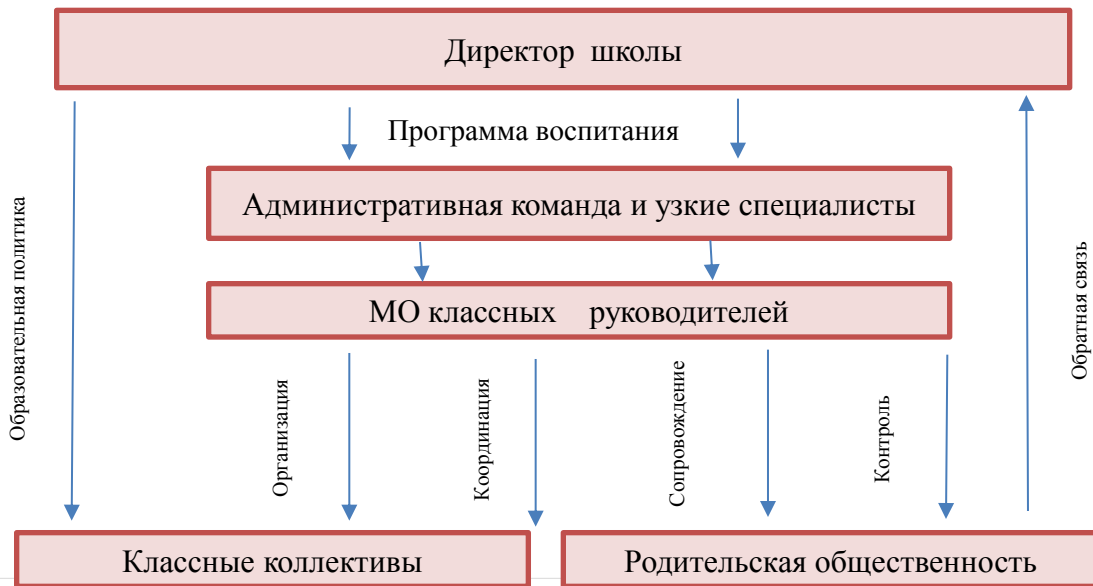 Директор школы
Программа воспитания
Административная команда и узкие специалисты
МО классных руководителей
Образовательная политика
Организация
Координация
Сопровождение
Контроль
Обратная связь
Классные коллективы
Родительская общественность